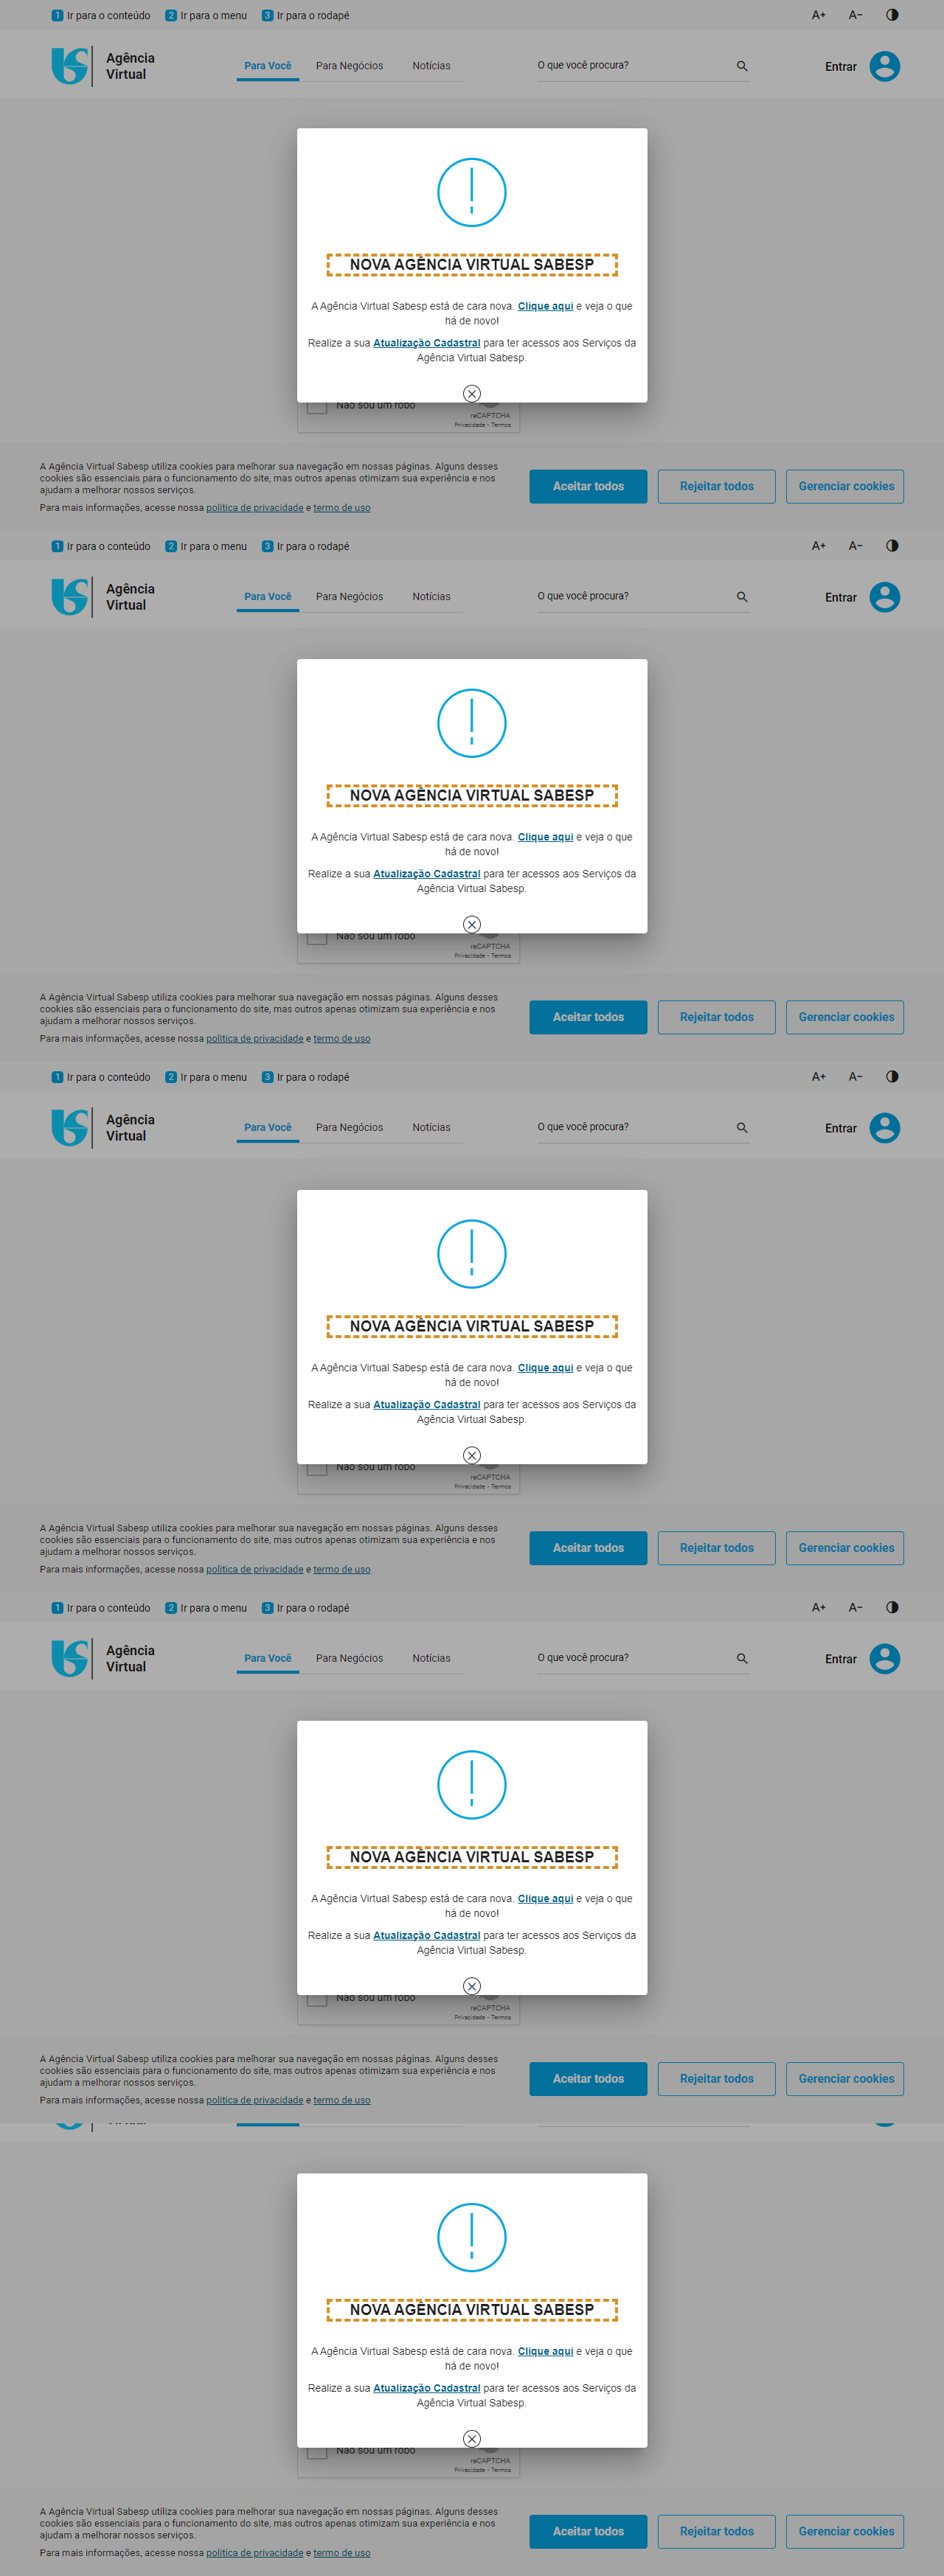 1 Ir para o conteúdo 2 Ir para o menu 3 Ir para o rodapé A+ A−
Agência
Virtual
Para Você Para Negócios Notícias O que você procura? Entrar
NOVA AGÊNCIA VIRTUAL SABESP
A Agência Virtual Sabesp está de cara nova. Clique aqui e veja o que
há de novo!
Realize a sua Atualização Cadastral para ter acessos aos Serviços da
Agência Virtual Sabesp.
Não sou um robô
reCAPTCHA
Privacidade - Termos
A Agência Virtual Sabesp utiliza cookies para melhorar sua navegação em nossas páginas. Alguns desses
cookies são essenciais para o funcionamento do site, mas outros apenas otimizam sua experiência e nos
ajudam a melhorar nossos serviços.
Para mais informações, acesse nossa política de privacidade e termo de uso
Aceitar todos Rejeitar todos Gerenciar cookies
1 Ir para o conteúdo 2 Ir para o menu 3 Ir para o rodapé A+ A−
Agência
Virtual
Para Você Para Negócios Notícias O que você procura? Entrar
NOVA AGÊNCIA VIRTUAL SABESP
A Agência Virtual Sabesp está de cara nova. Clique aqui e veja o que
há de novo!
Realize a sua Atualização Cadastral para ter acessos aos Serviços da
Agência Virtual Sabesp.
Não sou um robô
reCAPTCHA
Privacidade - Termos
A Agência Virtual Sabesp utiliza cookies para melhorar sua navegação em nossas páginas. Alguns desses
cookies são essenciais para o funcionamento do site, mas outros apenas otimizam sua experiência e nos
ajudam a melhorar nossos serviços.
Para mais informações, acesse nossa política de privacidade e termo de uso
Aceitar todos Rejeitar todos Gerenciar cookies
1 Ir para o conteúdo 2 Ir para o menu 3 Ir para o rodapé A+ A−
Agência
Virtual
Para Você Para Negócios Notícias O que você procura? Entrar
NOVA AGÊNCIA VIRTUAL SABESP
A Agência Virtual Sabesp está de cara nova. Clique aqui e veja o que
há de novo!
Realize a sua Atualização Cadastral para ter acessos aos Serviços da
Agência Virtual Sabesp.
Não sou um robô
reCAPTCHA
Privacidade - Termos
A Agência Virtual Sabesp utiliza cookies para melhorar sua navegação em nossas páginas. Alguns desses
cookies são essenciais para o funcionamento do site, mas outros apenas otimizam sua experiência e nos
ajudam a melhorar nossos serviços.
Para mais informações, acesse nossa política de privacidade e termo de uso
Aceitar todos Rejeitar todos Gerenciar cookies
1 Ir para o conteúdo 2 Ir para o menu 3 Ir para o rodapé A+ A−
Agência
Virtual
Para Você Para Negócios Notícias O que você procura? Entrar
NOVA AGÊNCIA VIRTUAL SABESP
A Agência Virtual Sabesp está de cara nova. Clique aqui e veja o que
há de novo!
Realize a sua Atualização Cadastral para ter acessos aos Serviços da
Agência Virtual Sabesp.
Não sou um robô
reCAPTCHA
Privacidade - Termos
A Agência Virtual Sabesp utiliza cookies para melhorar sua navegação em nossas páginas. Alguns desses
cookies são essenciais para o funcionamento do site, mas outros apenas otimizam sua experiência e nos
ajudam a melhorar nossos serviços.
Para mais informações, acesse nossa política de privacidade e termo de uso
Aceitar todos Rejeitar todos Gerenciar cookies
NOVA AGÊNCIA VIRTUAL SABESP
A Agência Virtual Sabesp está de cara nova. Clique aqui e veja o que
há de novo!
Realize a sua Atualização Cadastral para ter acessos aos Serviços da
Agência Virtual Sabesp.
Não sou um robô
reCAPTCHA
Privacidade - Termos
A Agência Virtual Sabesp utiliza cookies para melhorar sua navegação em nossas páginas. Alguns desses
cookies são essenciais para o funcionamento do site, mas outros apenas otimizam sua experiência e nos
ajudam a melhorar nossos serviços.
Para mais informações, acesse nossa política de privacidade e termo de uso
Aceitar todos Rejeitar todos Gerenciar cookies